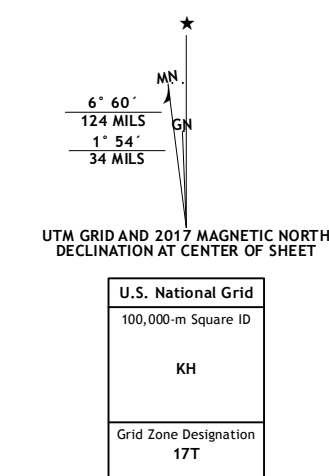 ★
MN
6° 60´
124 MILS
GN
1° 54´
34 MILS
UTM GRID AND 2017 MAGNETIC NORTH
DECLINATION AT CENTER OF SHEET
U.S. National Grid
100,000-m Square ID
KH
Grid Zone Designation
17T